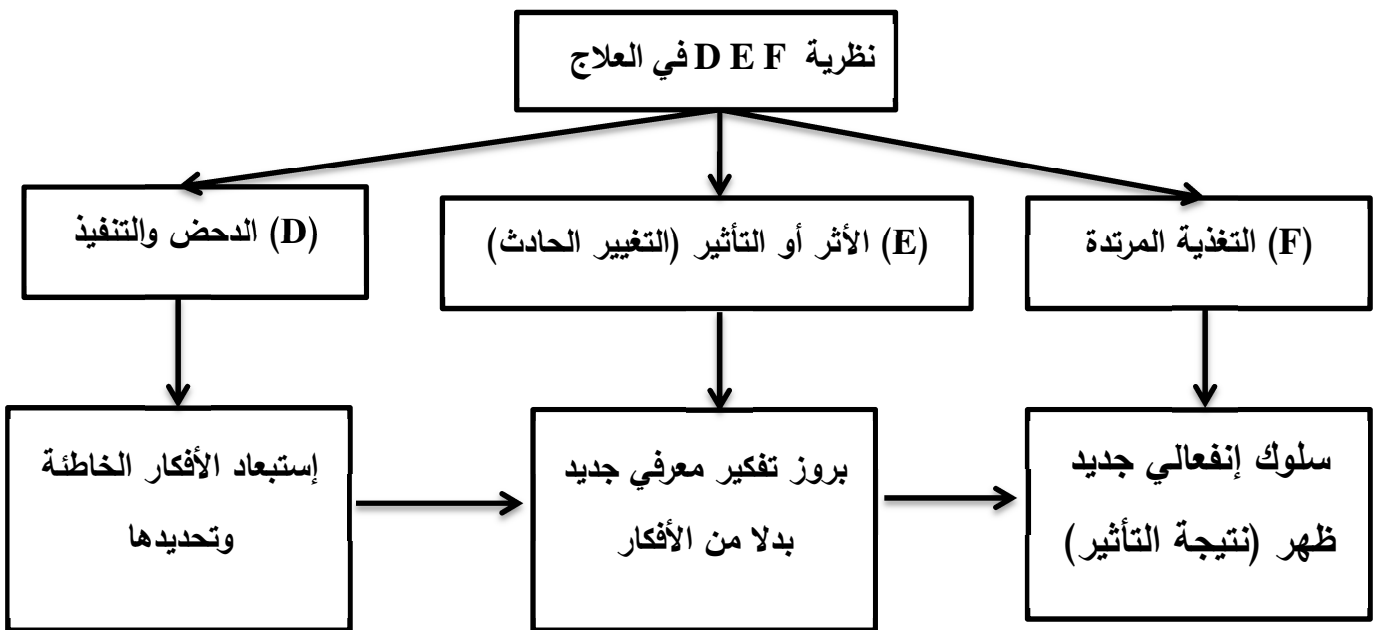 نظرية D E F في العلاج
(D) الدحض والتنفيذ
(E) الأثر أو التأثير (التغيير الحادث)
(F) التغذية المرتدة
إستبعاد الأفكار الخاطئة
وتحديدها
بروز تفكير معرفي جديد
بدلا من الأفكار
سلوك إنفعالي جديد
ظهر (نتيجة التأثير)